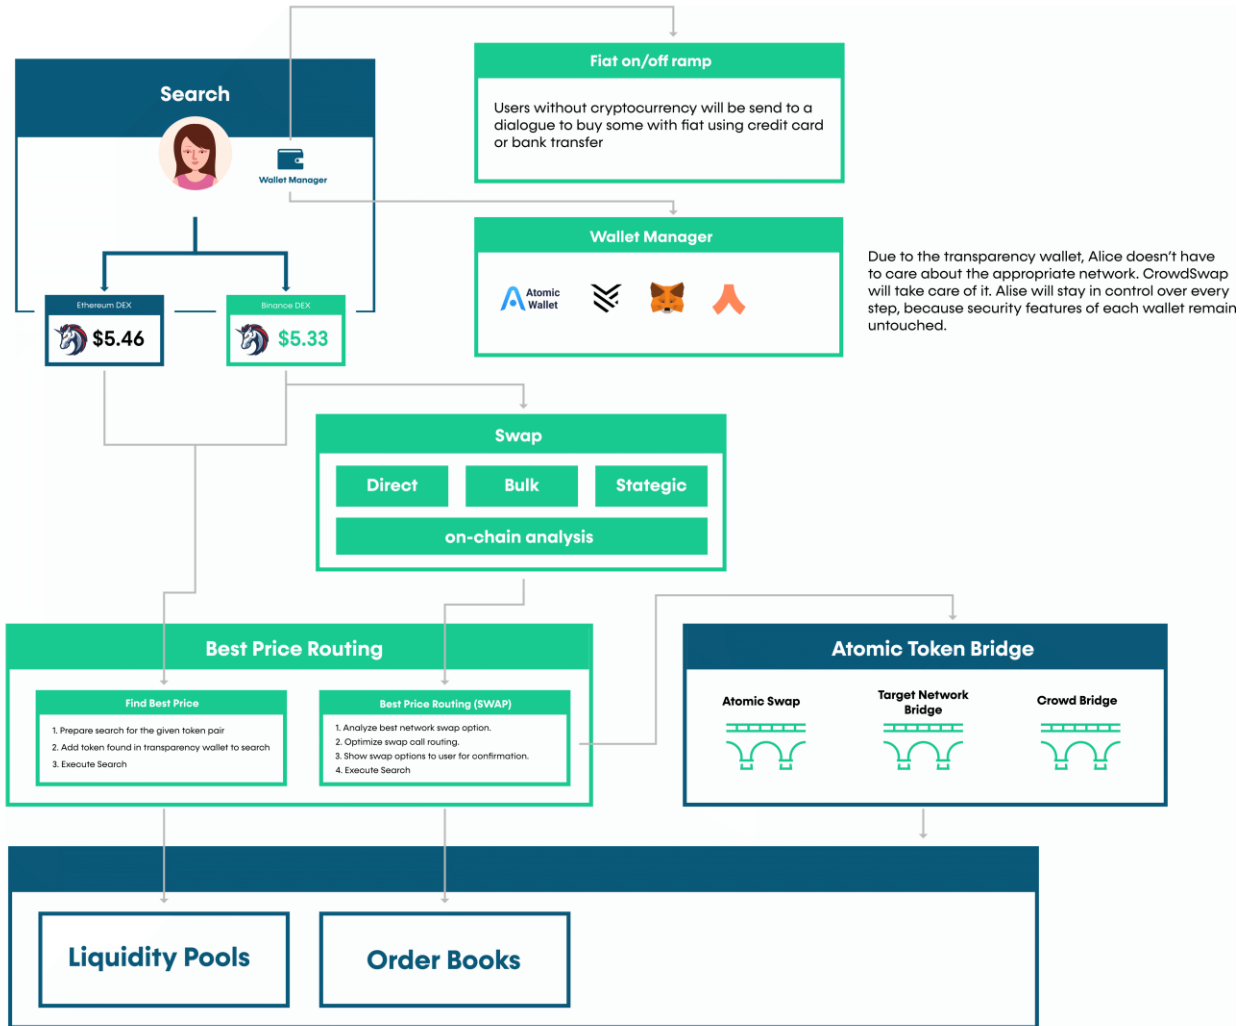 Fiat on/off ramp
Users without cryptocurrency will be send to a
dialogue to buy some with fiat using credit card
or bank transfer
Search
Wallet Manager
Wallet Manager
Atomic
Wallet
Due to the transparency wallet, Alice doesn't have
to care about the appropriate network. CrowdSwap
will take care of it. Alise will stay in control over every
step, because security features of each wallet remain
untouched.
Ethereum DEX
$5.46
Binance DEX
$5.33
Swap
Direct
Bulk
Stategic
on-chain analysis
Best Price Routing
Find Best Price
1. Prepare search for the given token pair
2. Add token found in transparency wallet to search
3. Execute Search
Best Price Routing (SWAP)
1. Analyze best network swap option.
2. Optimize swap call routing.
3. Show swap options to user for confirmation.
4. Execute Search
Atomic Token Bridge
Atomic Swap
Target Network
Bridge
Crowd Bridge
Liquidity Pools
Order Books